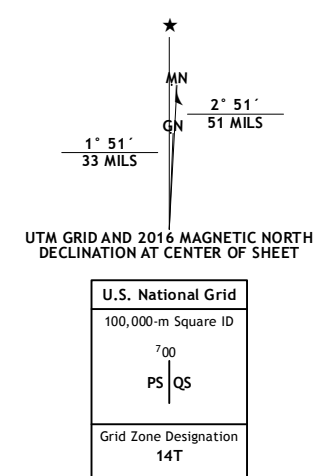 ★
MN
GN
2° 51´
51 MILS
1° 51´
33 MILS
UTM GRID AND 2016 MAGNETIC NORTH
DECLINATION AT CENTER OF SHEET
U.S. National Grid
100,000-m Square ID
⁷00
PS QS
Grid Zone Designation
14T